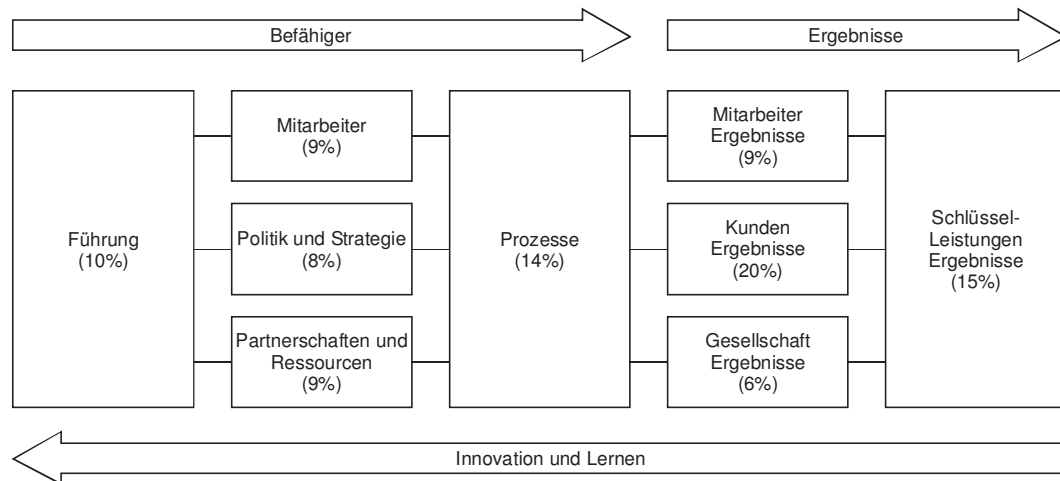 Befähiger
Ergebnisse
Führung
(10%)
Mitarbeiter
(9%)
Politik und Strategie
(8%)
Partnerschaften und
Ressourcen
(9%)
Prozesse
(14%)
Mitarbeiter
Ergebnisse
(9%)
Kunden
Ergebnisse
(20%)
Gesellschaft
Ergebnisse
(6%)
Schlüssel-
Leistungen
Ergebnisse
(15%)
Innovation und Lernen